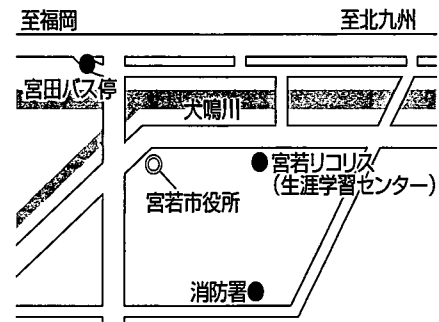 至福岡
至北九州
宮田バス停
犬鳴川
宮若リコリス
(生涯学習センター)
宮若市役所
消防署